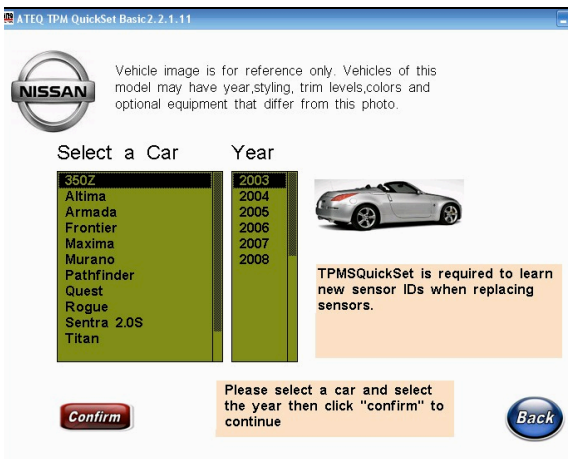 ATEQ TPM QuickSet Basic2.2.1.11
NISSAN
Vehicle image is for reference only. Vehicles of this
model may have year,styling, trim levels,colors and
optional equipment that differ from this photo.
Select a Car
Year
350Z
Altima
Armada
Frontier
Maxima
Murano
Pathfinder
Quest
Rogue
Sentra 2.0S
Titan
2003
2004
2005
2006
2007
2008
TPMSQuickSet is required to learn
new sensor IDs when replacing
sensors.
Please select a car and select
the year then click "confirm" to
continue
Confirm
Back